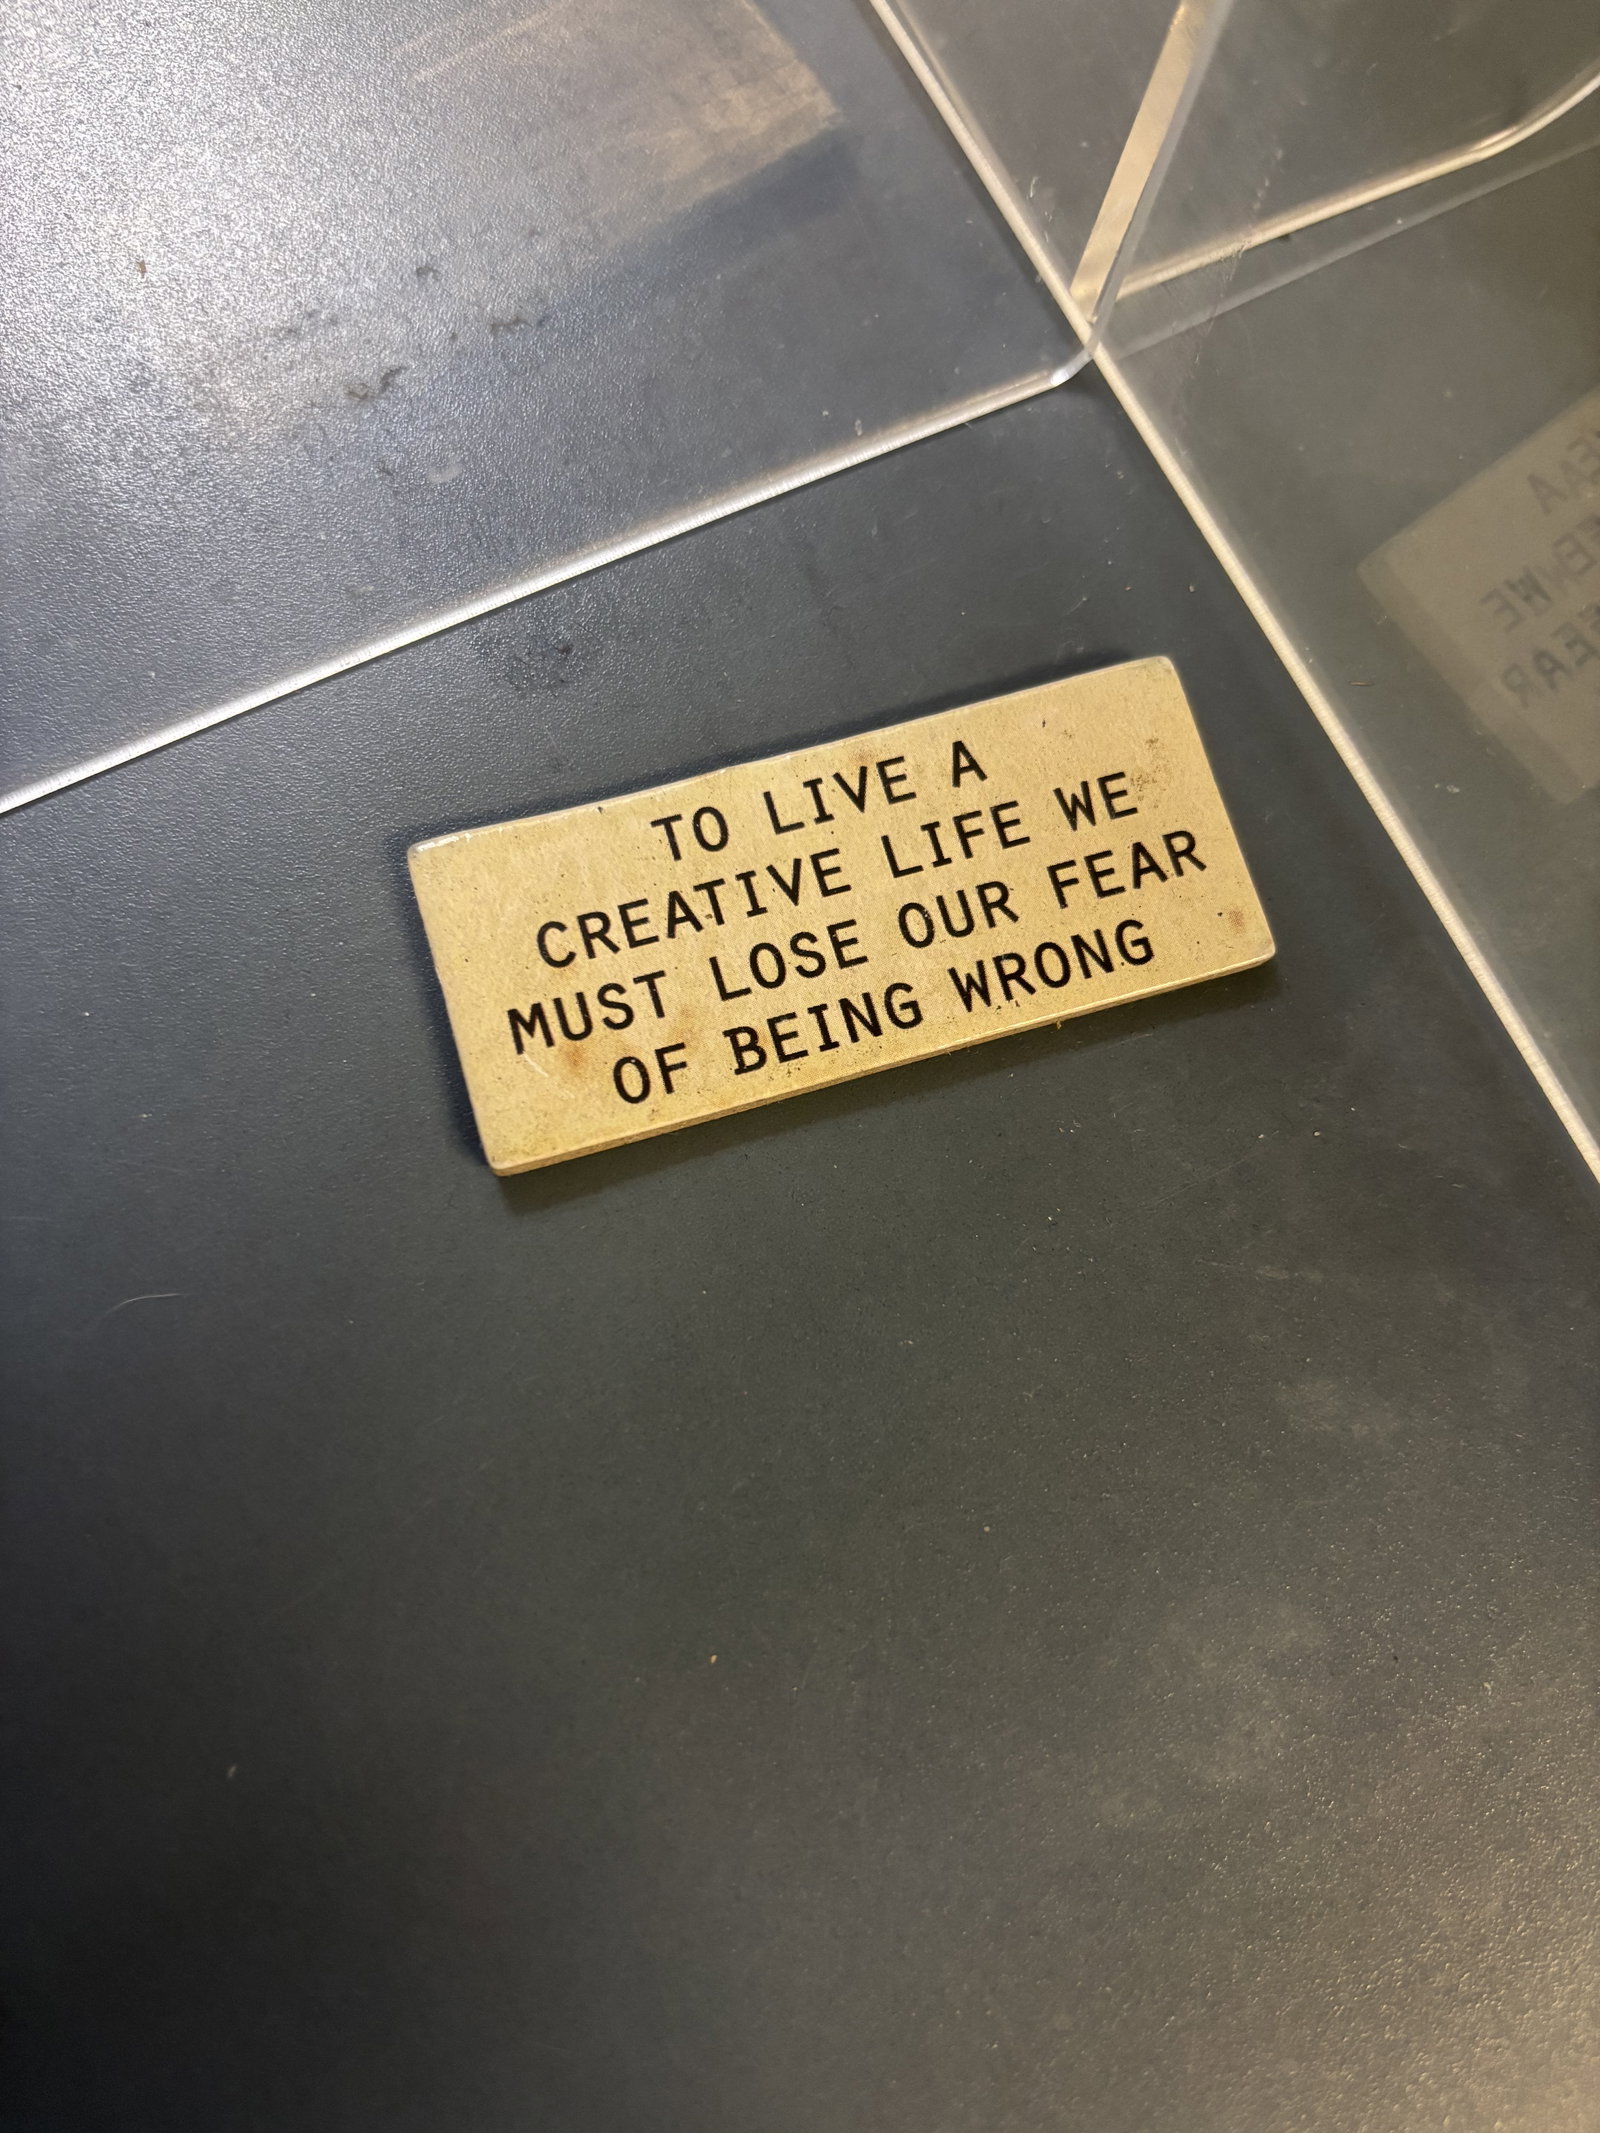 TO LIVE A
CREATIVE LIFE WE
MUST LOSE OUR FEAR
OF BEING WRONG